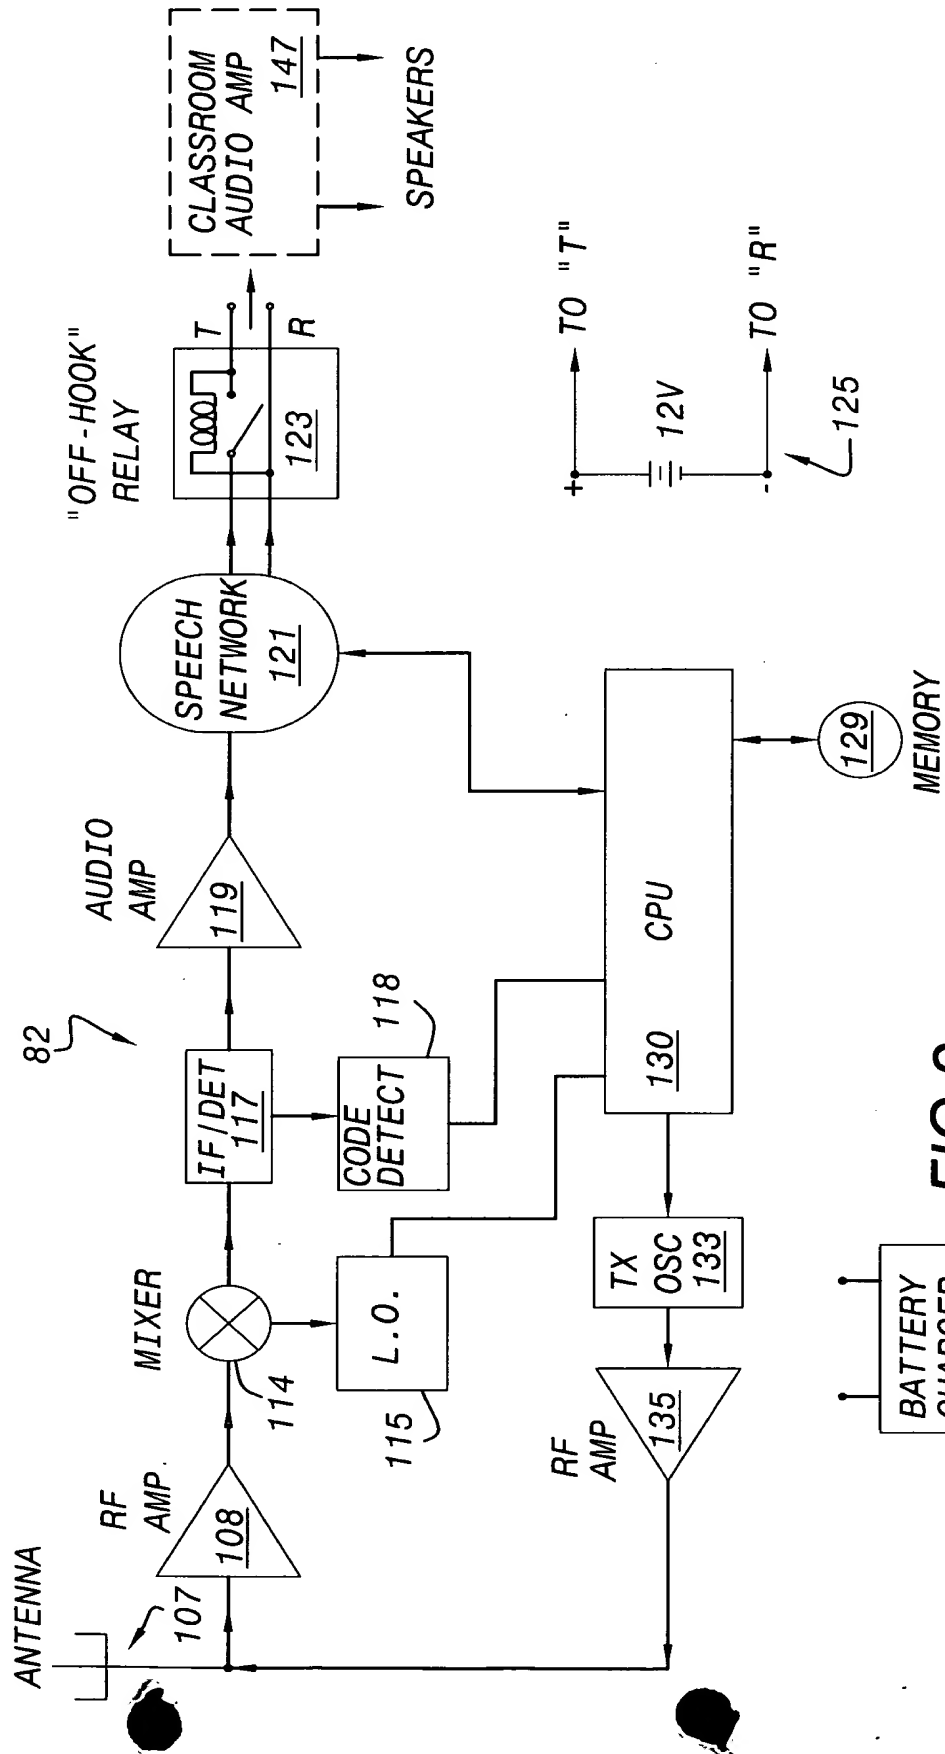 ANTENNA
107
RF
AMP.
108
MIXER
114
L.O.
115
82
IF/DET
117
CODE
DETECT
118
AUDIO
AMP
119
SPEECH
NETWORK
121
"OFF-HOOK"
RELAY
123
T
R
CLASSROOM
AUDIO AMP
147
SPEAKERS
+
-
12V
TO "T"
TO "R"
125
CPU
130
129
MEMORY
TX
OSC
133
RF
AMP
135
BATTERY